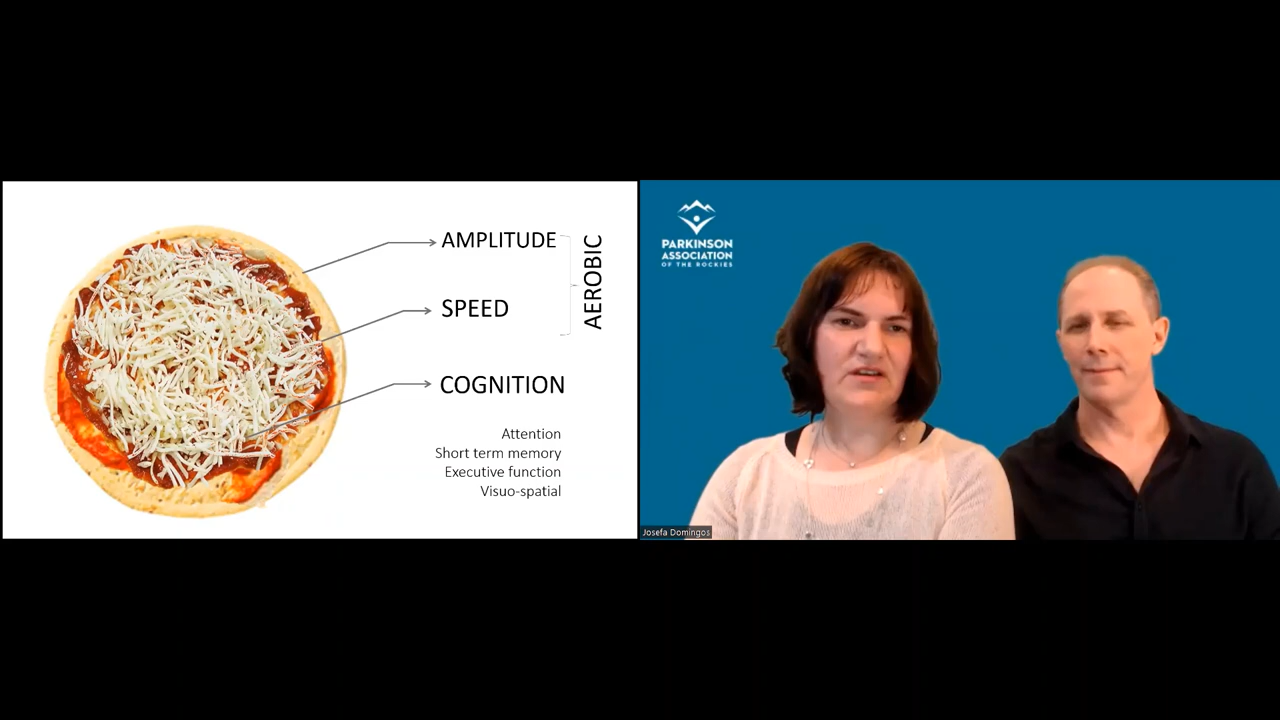 AMPLITUDE
SPEED
AEROBIC
COGNITION
Attention
Short term memory
Executive function
Visuo-spatial
PARKINSON
ASSOCIATION
OF THE ROCKIES
Josefa Domingos